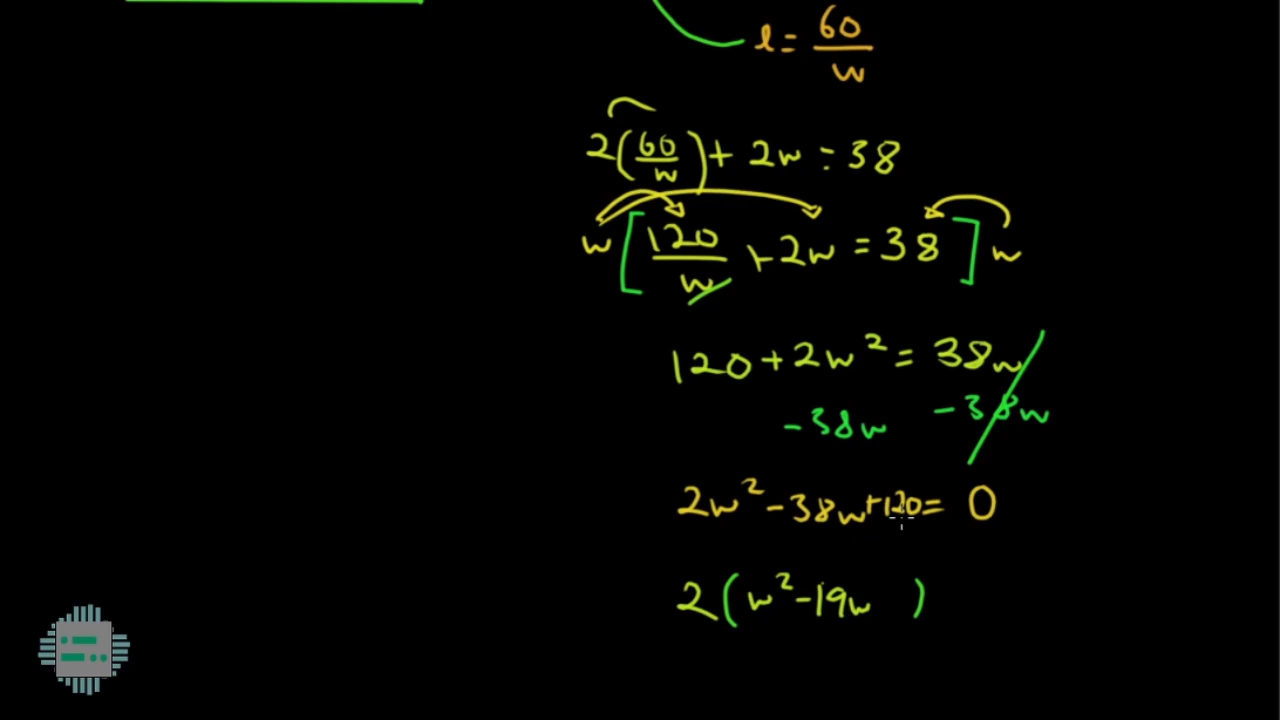 l = 60/w
2(60/w) + 2w = 38
w[120/w + 2w = 38]w
120 + 2w² = 38w
-38w -38w
2w² - 38w + 120 = 0
2(w² - 19w )